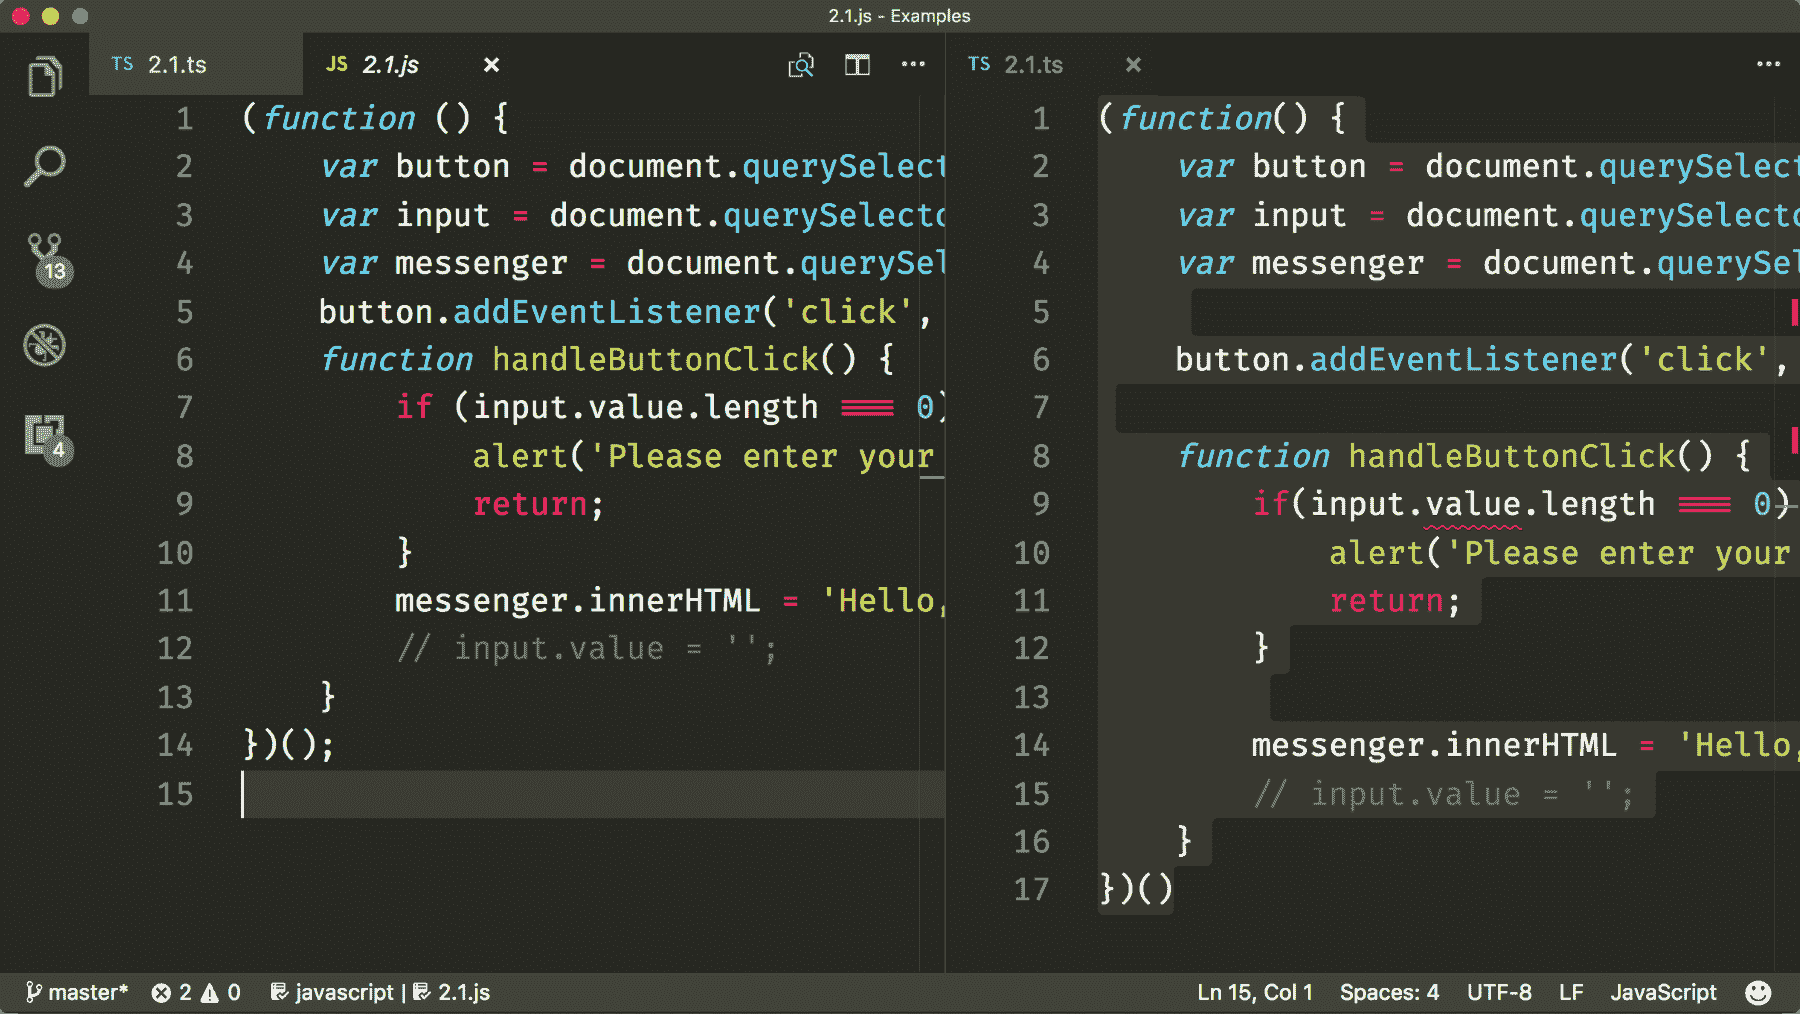 2.1.js - Examples
TS 2.1.ts
JS 2.1.js
13
4
1 (function () {
2 var button = document.querySelect
3 var input = document.querySelecto
4 var messenger = document.querySel
5 button.addEventListener('click',
6 function handleButtonClick() {
7 if (input.value.length === 0)
8 alert('Please enter your
9 return;
10 }
11 messenger.innerHTML = 'Hello,
12 // input.value = '';
13 }
14 })();
15
TS 2.1.ts
1 (function() {
2 var button = document.querySelect
3 var input = document.querySelecto
4 var messenger = document.querySel
5
6 button.addEventListener('click',
7
8 function handleButtonClick() {
9 if(input.value.length === 0)
10 alert('Please enter your
11 return;
12 }
13
14 messenger.innerHTML = 'Hello,
15 // input.value = '';
16 }
17 })()
master* 2 0 javascript | 2.1.js
Ln 15, Col 1 Spaces: 4 UTF-8 LF JavaScript